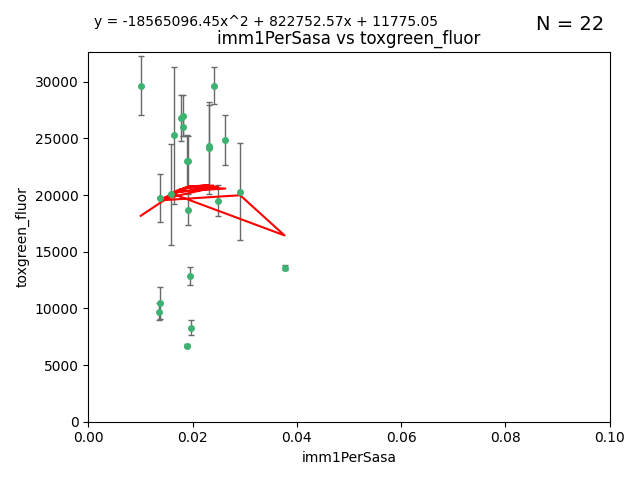 y = -18565096.45x^2 + 822752.57x + 11775.05
N = 22
imm1PerSasa vs toxgreen_fluor
30000
25000
20000
15000
10000
5000
0
toxgreen_fluor
0.00 0.02 0.04 0.06 0.08 0.10
imm1PerSasa